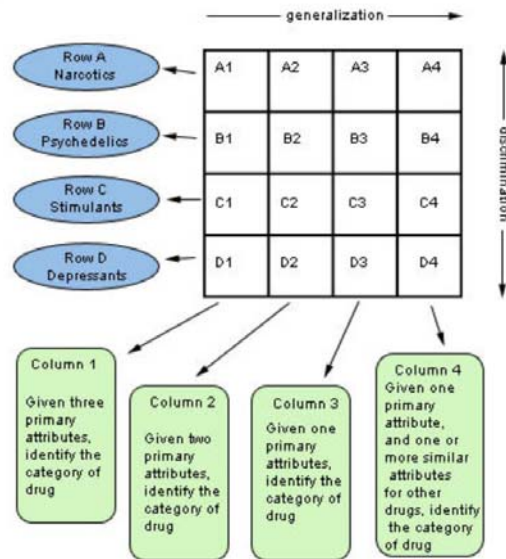 generalization
Row A
Narcotics
A1 A2 A3 A4
Row B
Psychedelics
B1 B2 B3 B4
Row C
Stimulants
C1 C2 C3 C4
Row D
Depressants
D1 D2 D3 D4
discrimination
Column 1
Given three
primary
attributes,
identify the
category of
drug
Column 2
Given two
primary
attributes,
identify the
category of
drug
Column 3
Given one
primary
attributes,
identify the
category of drug
Column 4
Given one
primary
attribute,
and one or
more similar
attributes
for other
drugs, identify
the category
of drug